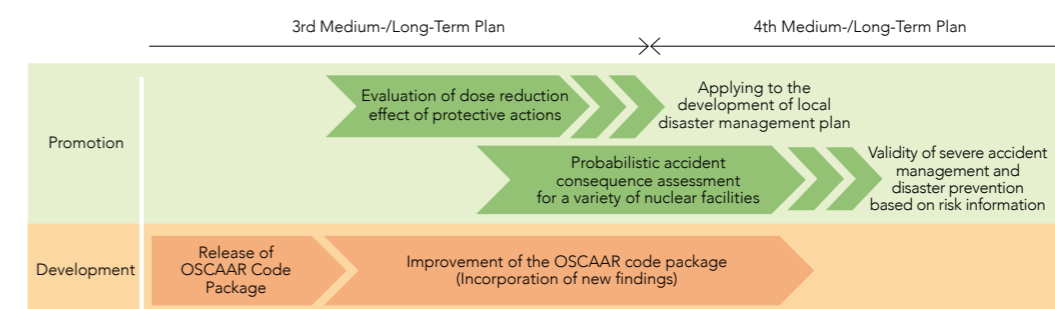 3rd Medium-/Long-Term Plan
4th Medium-/Long-Term Plan
Promotion
Evaluation of dose reduction
effect of protective actions
Applying to the
development of local
disaster management plan
Probabilistic accident
consequence assessment
for a variety of nuclear facilities
Validity of severe accident
management and
disaster prevention
based on risk information
Development
Release of
OSCAAR Code
Package
Improvement of the OSCAAR code package
(Incorporation of new findings)